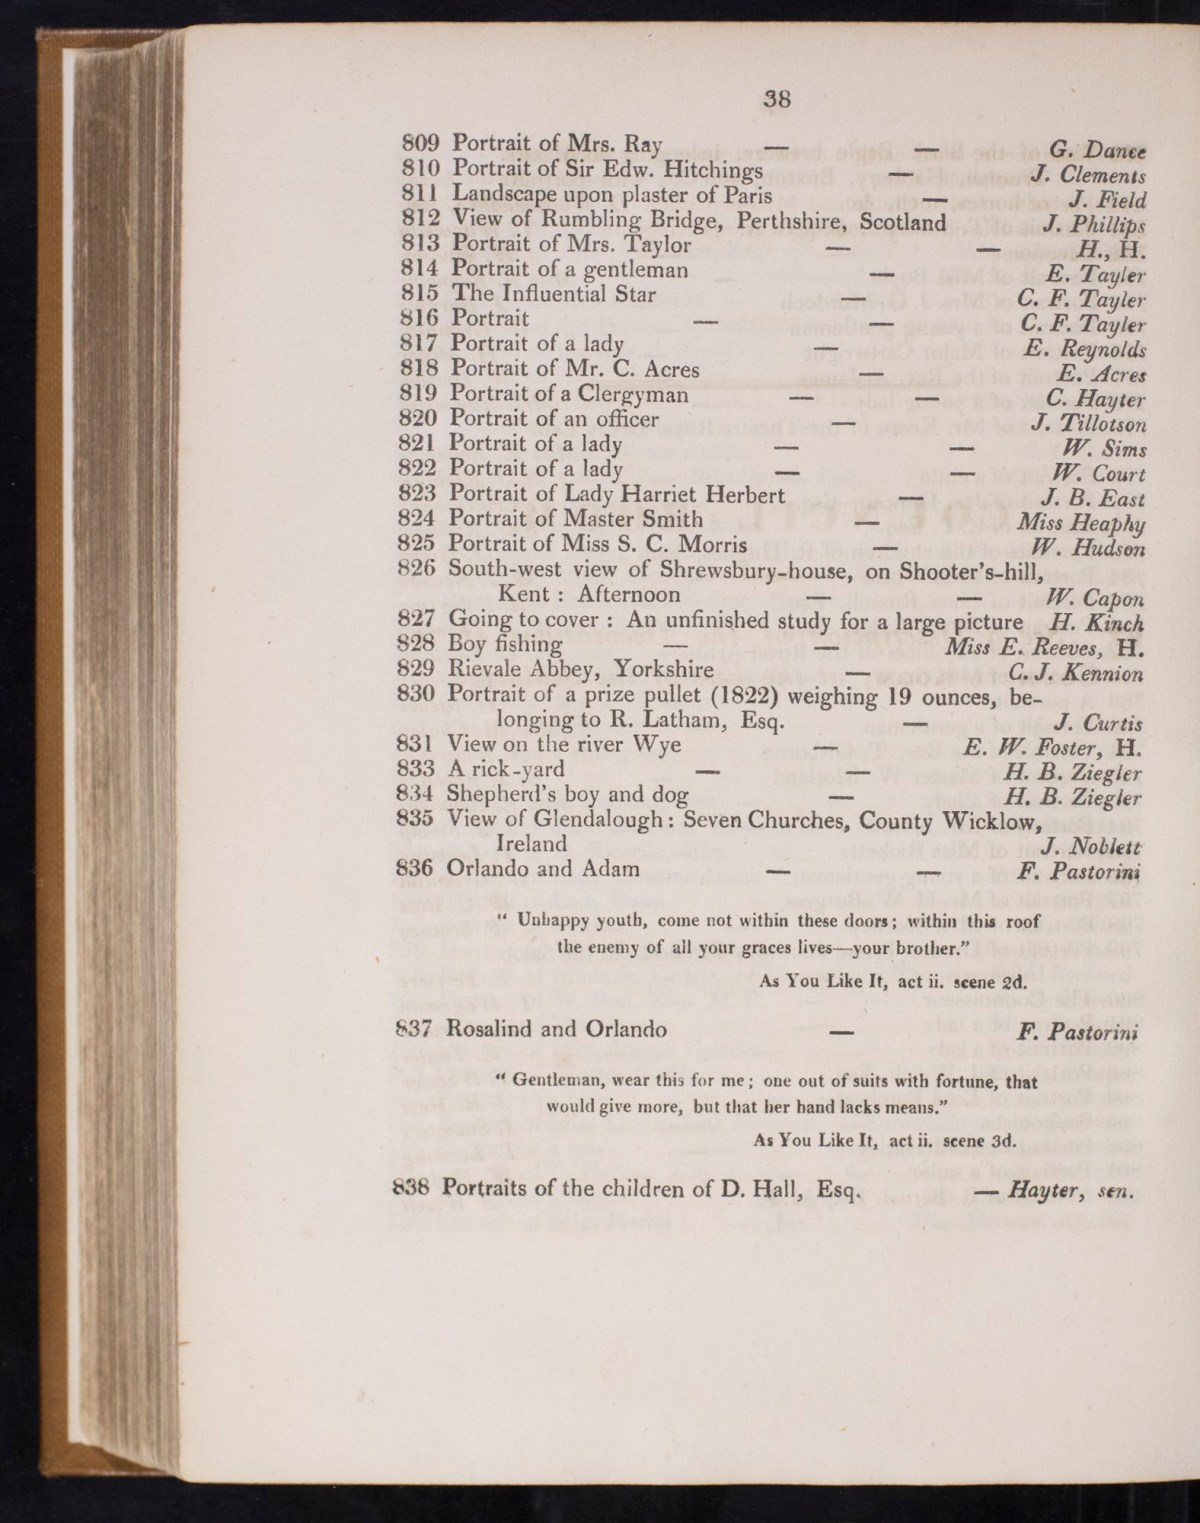 38
809 Portrait of Mrs. Ray — — G. Dance
810 Portrait of Sir Edw. Hitchings — J. Clements
811 Landscape upon plaster of Paris — J. Field
812 View of Rumbling Bridge, Perthshire, Scotland J. Phillips
813 Portrait of Mrs. Taylor — — H., H.
814 Portrait of a gentleman — E. Tayler
815 The Influential Star — C. F. Tayler
816 Portrait — — C. F. Tayler
817 Portrait of a lady — E. Reynolds
818 Portrait of Mr. C. Acres — E. Acres
819 Portrait of a Clergyman — — C. Hayter
820 Portrait of an officer — J. Tillotson
821 Portrait of a lady — — W. Sims
822 Portrait of a lady — — W. Court
823 Portrait of Lady Harriet Herbert — J. B. East
824 Portrait of Master Smith — Miss Heaphy
825 Portrait of Miss S. C. Morris — W. Hudson
826 South-west view of Shrewsbury-house, on Shooter's-hill,
Kent : Afternoon — — W. Capon
827 Going to cover : An unfinished study for a large picture H. Kinch
828 Boy fishing — — Miss E. Reeves, H.
829 Rievale Abbey, Yorkshire — C. J. Kennion
830 Portrait of a prize pullet (1822) weighing 19 ounces, be-
longing to R. Latham, Esq. — J. Curtis
831 View on the river Wye — E. W. Foster, H.
833 A rick-yard — — H. B. Ziegler
834 Shepherd's boy and dog — H. B. Ziegler
835 View of Glendalough : Seven Churches, County Wicklow,
Ireland J. Noblett
836 Orlando and Adam — — F. Pastorini
" Unhappy youth, come not within these doors; within this roof
the enemy of all your graces lives—your brother."
As You Like It, act ii. scene 2d.
837 Rosalind and Orlando — F. Pastorini
" Gentleman, wear this for me; one out of suits with fortune, that
would give more, but that her hand lacks means."
As You Like It, act ii. scene 3d.
838 Portraits of the children of D. Hall, Esq. — Hayter, sen.